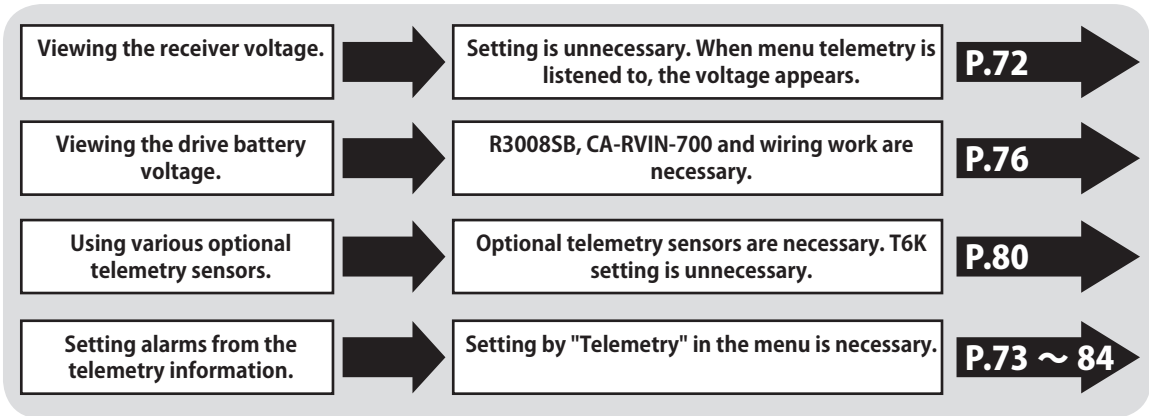 Viewing the receiver voltage.
Setting is unnecessary. When menu telemetry is
listened to, the voltage appears.
P.72
Viewing the drive battery
voltage.
R3008SB, CA-RVIN-700 and wiring work are
necessary.
P.76
Using various optional
telemetry sensors.
Optional telemetry sensors are necessary. T6K
setting is unnecessary.
P.80
Setting alarms from the
telemetry information.
Setting by "Telemetry" in the menu is necessary.
P.73 ～ 84